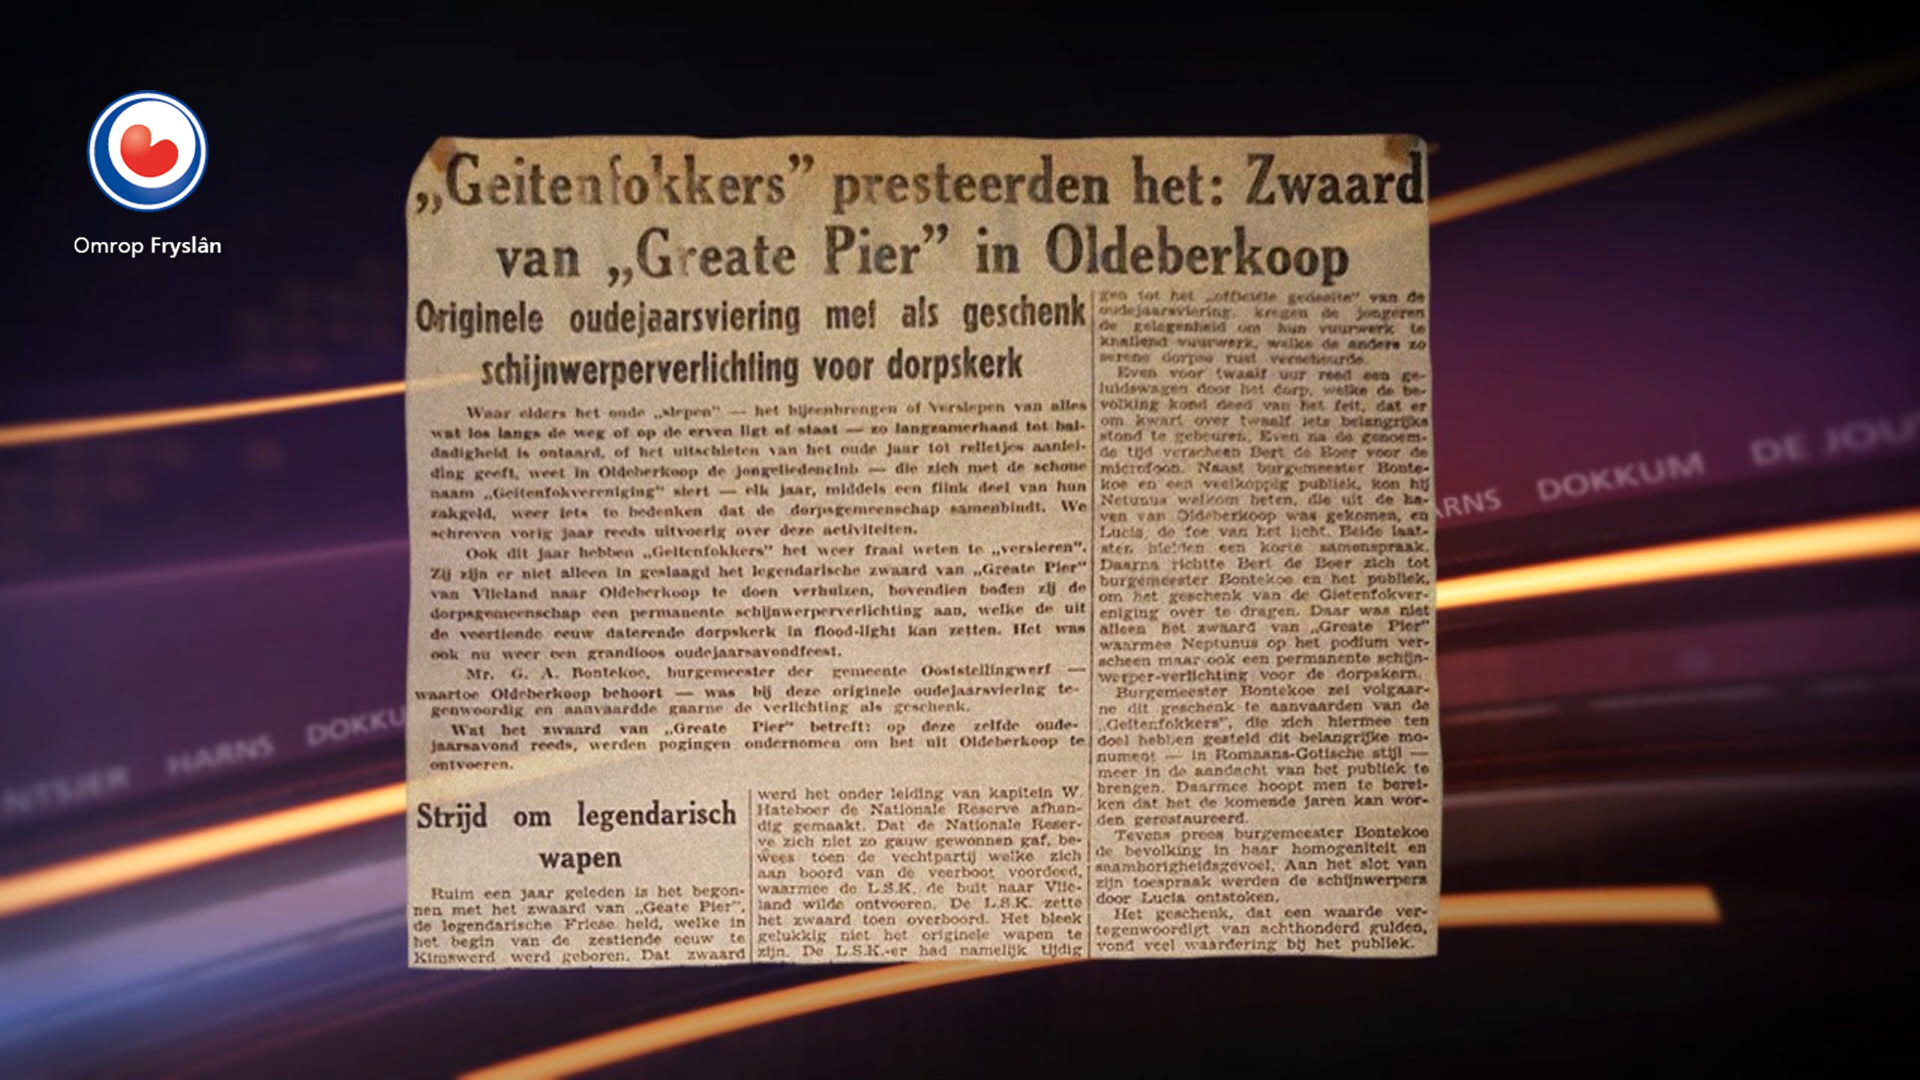 Omrop Fryslân
„Geitenfokkers” presteerden het: Zwaard
van „Greate Pier” in Oldeberkoop
Originele oudejaarsviering met als geschenk
schijnwerperverlichting voor dorpskerk
Waar elders het oude „slepen” — het bijeenbrengen of verslepen van alles
wat los langs de weg of op de erven ligt of staat — zo langzamerhand tot bal-
dadigheid is ontaard, of het uitschieten van het oude jaar tot relletjes aanlei-
ding geeft, weet in Oldeberkoop de jongeliedenclub — die zich met de schone
naam „Geitenfokvereniging” siert — elk jaar, middels een flink deel van hun
zakgeld, weer iets te bedenken dat de dorpsgemeenschap samenbindt. We
schreven vorig jaar reeds uitvoerig over deze activiteiten.
Ook dit jaar hebben „Geitenfokkers” het weer fraai weten te „versieren”.
Zij zijn er niet alleen in geslaagd het legendarische zwaard van „Greate Pier”
van Vlieland naar Oldeberkoop te doen verhuizen, bovendien boden zij de
dorpsgemeenschap een permanente schijnwerperverlichting aan, welke de uit
de veertiende eeuw daterende dorpskerk in flood-light kan zetten. Het was
ook nu weer een grandioos oudejaarsavondfeest.
Mr. G. A. Bontekoe, burgemeester der gemeente Ooststellingwerf —
waartoe Oldeberkoop behoort — was bij deze originele oudejaarsviering te-
genwoordig en aanvaardde gaarne de verlichting als geschenk.
Wat het zwaard van „Greate Pier” betreft: op deze zelfde oude-
jaarsavond reeds, werden pogingen ondernomen om het uit Oldeberkoop te
ontvoeren.
Strijd om legendarisch
wapen
Ruim een jaar geleden is het begon-
nen met het zwaard van „Geate Pier”,
de legendarische Friese held, welke in
het begin van de zestiende eeuw te
Kimswerd werd geboren. Dat zwaard
werd het onder leiding van kapitein W.
Hateboer de Nationale Reserve afhan-
dig gemaakt. Dat de Nationale Reser-
ve zich niet zo gauw gewonnen gaf, be-
wees toen de vechtpartij welke zich
aan boord van de veerboot voordeed,
waarmee de L.S.K. de buit naar Vlie-
land wilde ontvoeren. De L.S.K. zette
het zwaard toen overboord. Het bleek
gelukkig niet het originele wapen te
zijn. De L.S.K.-er had namelijk tijdig
gen tot het „officiële gedeelte” van de
oudejaarsviering, kregen de jongeren
de gelegenheid om hun vuurwerk te
knallend vuurwerk, welke de anders zo
serene dorpse rust verscheurde.
Even voor twaalf uur reed een ge-
luidswagen door het dorp, welke de be-
volking kond deed van het feit, dat er
om kwart over twaalf iets belangrijks
stond te gebeuren. Even na de genoem-
de tijd verscheen Bert de Boer voor de
microfoon. Naast burgemeester Bonte-
koe en een veelkoppig publiek, kon hij
Netunus welkom heten, die uit de ha-
ven van Oldeberkoop was gekomen, en
Lucia; de fee van het licht. Beide laat-
sten hielden een korte samenspraak.
Daarna richtte Bert de Boer zich tot
burgemeester Bontekoe en het publiek,
om het geschenk van de Gietenfokver-
eniging over te dragen. Daar was niet
alleen het zwaard van „Greate Pier”
waarmee Neptunus op het podium ver-
scheen maar ook een permanente schijn-
werper-verlichting voor de dorpskern.
Burgemeester Bontekoe zei volgaar-
ne dit geschenk te aanvaarden van de
„Geitenfokkers”, die zich hiermee ten
doel hebben gesteld dit belangrijke mo-
nument — in Romaans-Gotische stijl —
meer in de aandacht van het publiek te
brengen. Daarmee hoopt men te berei-
ken dat het de komende jaren kan wor-
den gerestaureerd.
Tevens prees burgemeester Bontekoe
de bevolking in haar homogeniteit en
saamhorigheidsgevoel. Aan het slot van
zijn toespraak werden de schijnwerpers
door Lucia ontstoken.
Het geschenk, dat een waarde ver-
tegenwoordigt van achthonderd gulden,
vond veel waardering bij het publiek.
NTSJER HARNS DOKKU
ARNS DOKKUM DE JOU